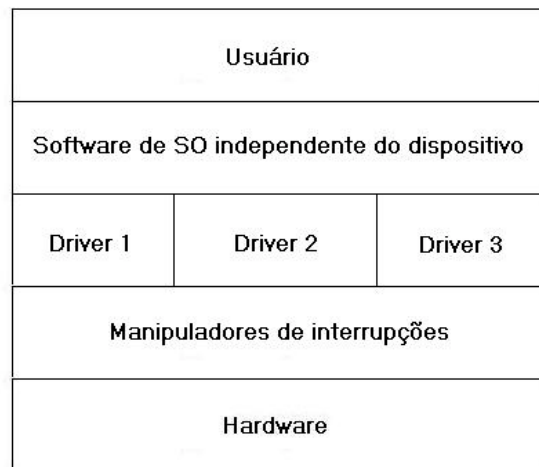 Usuário
Software de SO independente do dispositivo
Driver 1 Driver 2 Driver 3
Manipuladores de interrupções
Hardware